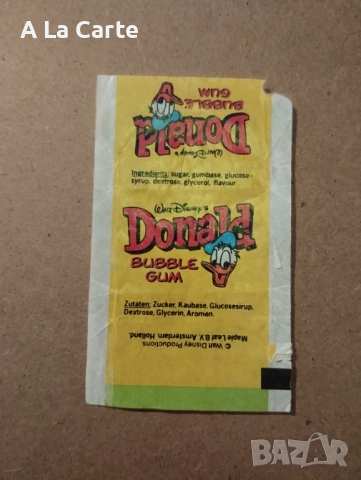 A La Carte
BUBBLE
GUM
Donald
Walt Disney's
Ingredients: sugar, gumbase, glucose-
syrup, dextrose, glycerol, flavour
Walt Disney's
Donald
BUBBLE
GUM
Zutaten: Zucker, Kaubase, Glucosesirup,
Dextrose, Glycerin, Aromen.
© Walt Disney Productions
Maple Leaf B.V. Amsterdam. Holland.
BAZAR
bg